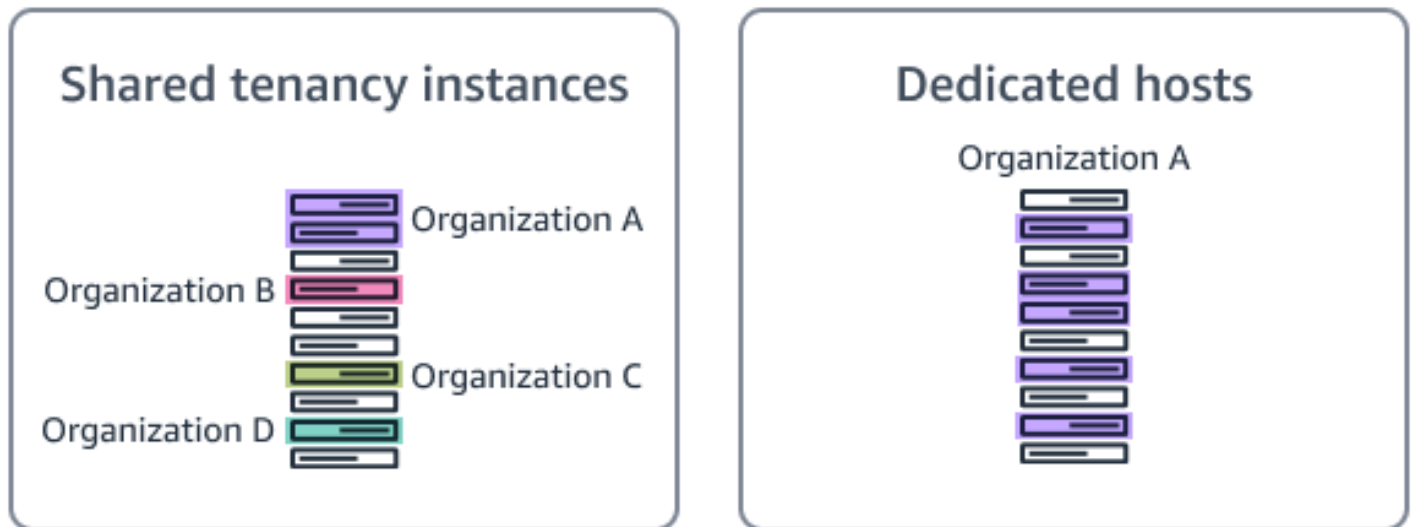 Shared tenancy instances
Organization A
Organization B
Organization C
Organization D
Dedicated hosts
Organization A